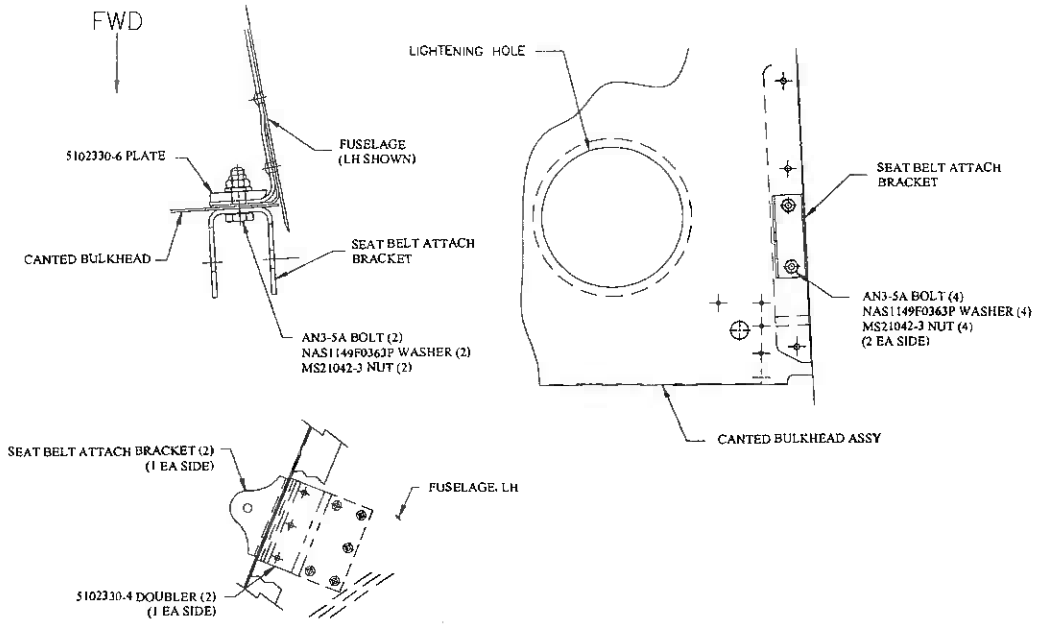 FWD
5102330-6 PLATE
FUSELAGE
(LH SHOWN)
CANTED BULKHEAD
SEAT BELT ATTACH
BRACKET
AN3-5A BOLT (2)
NAS1149F0363P WASHER (2)
MS21042-3 NUT (2)
LIGHTENING HOLE
SEAT BELT ATTACH
BRACKET
AN3-5A BOLT (4)
NAS1149F0363P WASHER (4)
MS21042-3 NUT (4)
(2 EA SIDE)
CANTED BULKHEAD ASSY
SEAT BELT ATTACH BRACKET (2)
(1 EA SIDE)
FUSELAGE, LH
5102330-4 DOUBLER (2)
(1 EA SIDE)